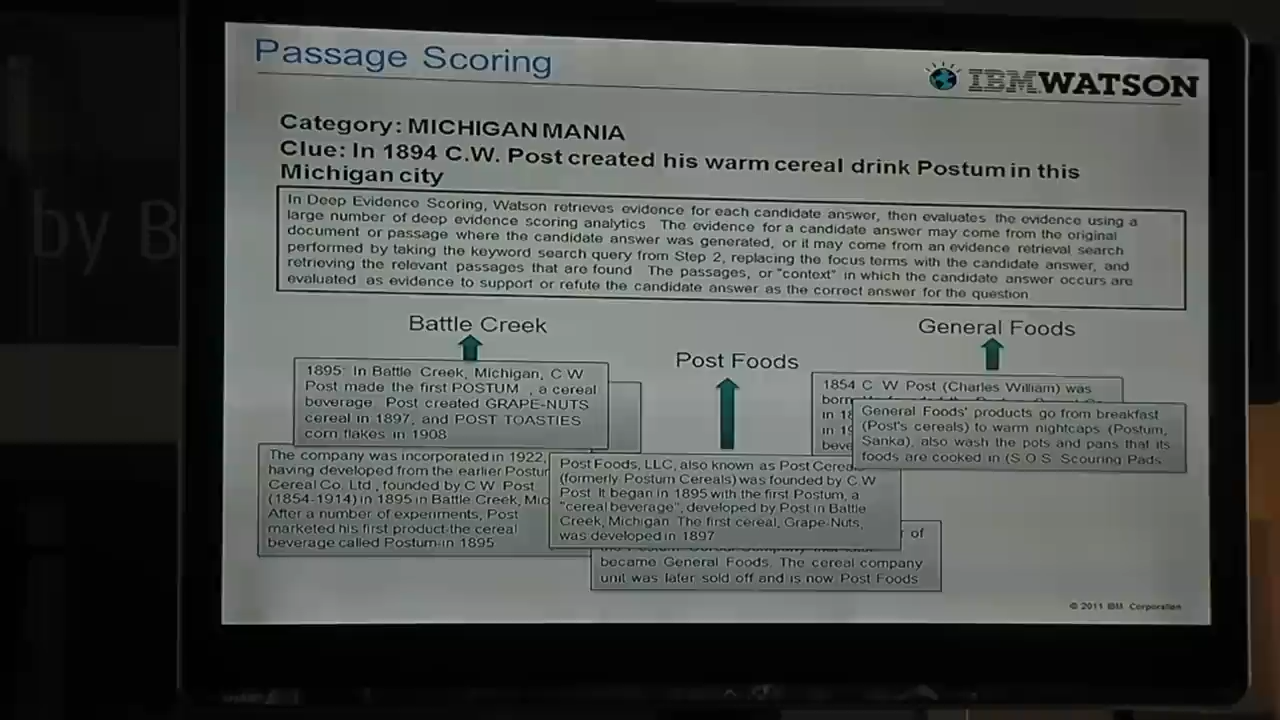 Passage Scoring
IBM WATSON
Category: MICHIGAN MANIA
Clue: In 1894 C.W. Post created his warm cereal drink Postum in this
Michigan city
In Deep Evidence Scoring, Watson retrieves evidence for each candidate answer, then evaluates the evidence using a
large number of deep evidence scoring analytics The evidence for a candidate answer may come from the original
document or passage where the candidate answer was generated, or it may come from an evidence retrieval search
performed by taking the keyword search query from Step 2, replacing the focus terms with the candidate answer, and
retrieving the relevant passages that are found The passages, or "context" in which the candidate answer occurs are
evaluated as evidence to support or refute the candidate answer as the correct answer for the question
by B
Battle Creek
1895: In Battle Creek, Michigan, C W
Post made the first POSTUM , a cereal
beverage Post created GRAPE-NUTS
cereal in 1897, and POST TOASTIES
corn flakes in 1908
The company was incorporated in 1922,
having developed from the earlier Postur
Cereal Co. Ltd., founded by C W Post
(1854-1914) in 1895 in Battle Creek, Mic
After a number of experiments, Post
marketed his first product-the cereal
beverage called Postum-in 1895
Post Foods
Post Foods, LLC, also known as Post Cerea
(formerly Postum Cereals) was founded by C W
Post It began in 1895 with the first Postum, a
"cereal beverage", developed by Post in Battle
Creek, Michigan The first cereal, Grape-Nuts,
was developed in 1897
of
became General Foods. The cereal company
unit was later sold off and is now Post Foods
General Foods
1854 C W Post (Charles William) was
born
in 18
in 19
beve
General Foods' products go from breakfast
(Post's cereals) to warm nightcaps (Postum,
Sanka), also wash the pots and pans that its
foods are cooked in (S.O.S. Scouring Pads
© 2011 IBM Corporation